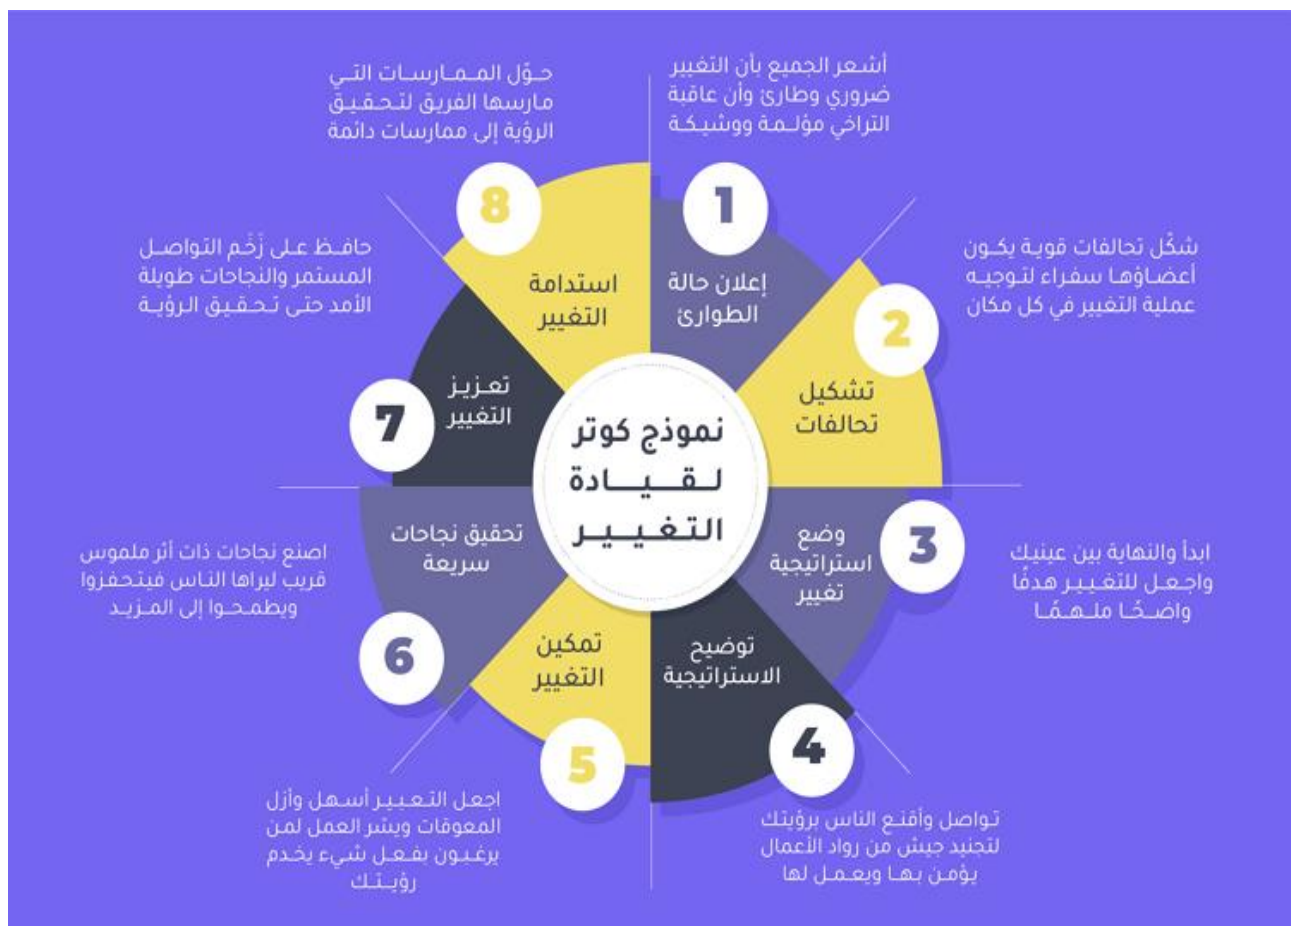 نموذج كوتر
لقيادة
التغيير
1
إعلان حالة
الطوارئ
أشعر الجميع بأن التغيير
ضروري وطارئ وأن عاقبة
التراخي مؤلمة ووشيكة
2
تشكيل
تحالفات
شكّل تحالفات قوية يكون
أعضاؤها سفراء لتوجيه
عملية التغيير في كل مكان
3
وضع
استراتيجية
تغيير
ابدأ والنهاية بين عينيك
واجعل للتغيير هدفًا
واضحًا ملهمًا
4
توضيح
الاستراتيجية
تواصل وأقنع الناس برؤيتك
لتجنيد جيش من رواد الأعمال
يؤمن بها ويعمل لها
5
تمكين
التغيير
اجعل التعبير أسهل وأزل
المعوقات ويشر العمل لمن
يرغبون بفعل شيء يخدم
رؤيتك
6
تحقيق نجاحات
سريعة
اصنع نجاحات ذات أثر ملموس
قريب ليراها الناس فيتحفزوا
ويطمحوا إلى المزيد
7
تعزيز
التغيير
حافظ على زَخَم التواصل
المستمر والنجاحات طويلة
الأمد حتى تحقيق الرؤية
8
استدامة
التغيير
حوّل الممارسات التي
مارسها الفريق لتحقيق
الرؤية إلى ممارسات دائمة